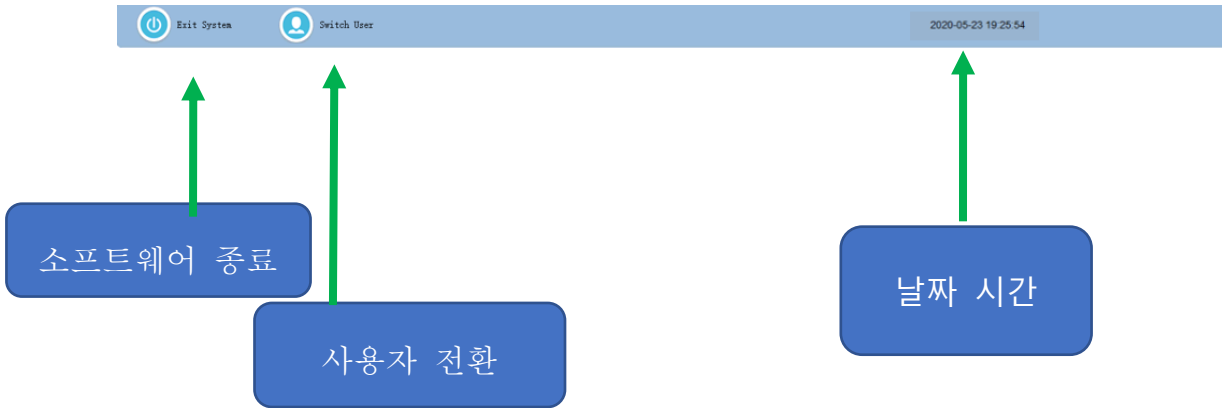 Exit System
Switch User
2020-05-23 19:25:54
소프트웨어 종료
사용자 전환
날짜 시간